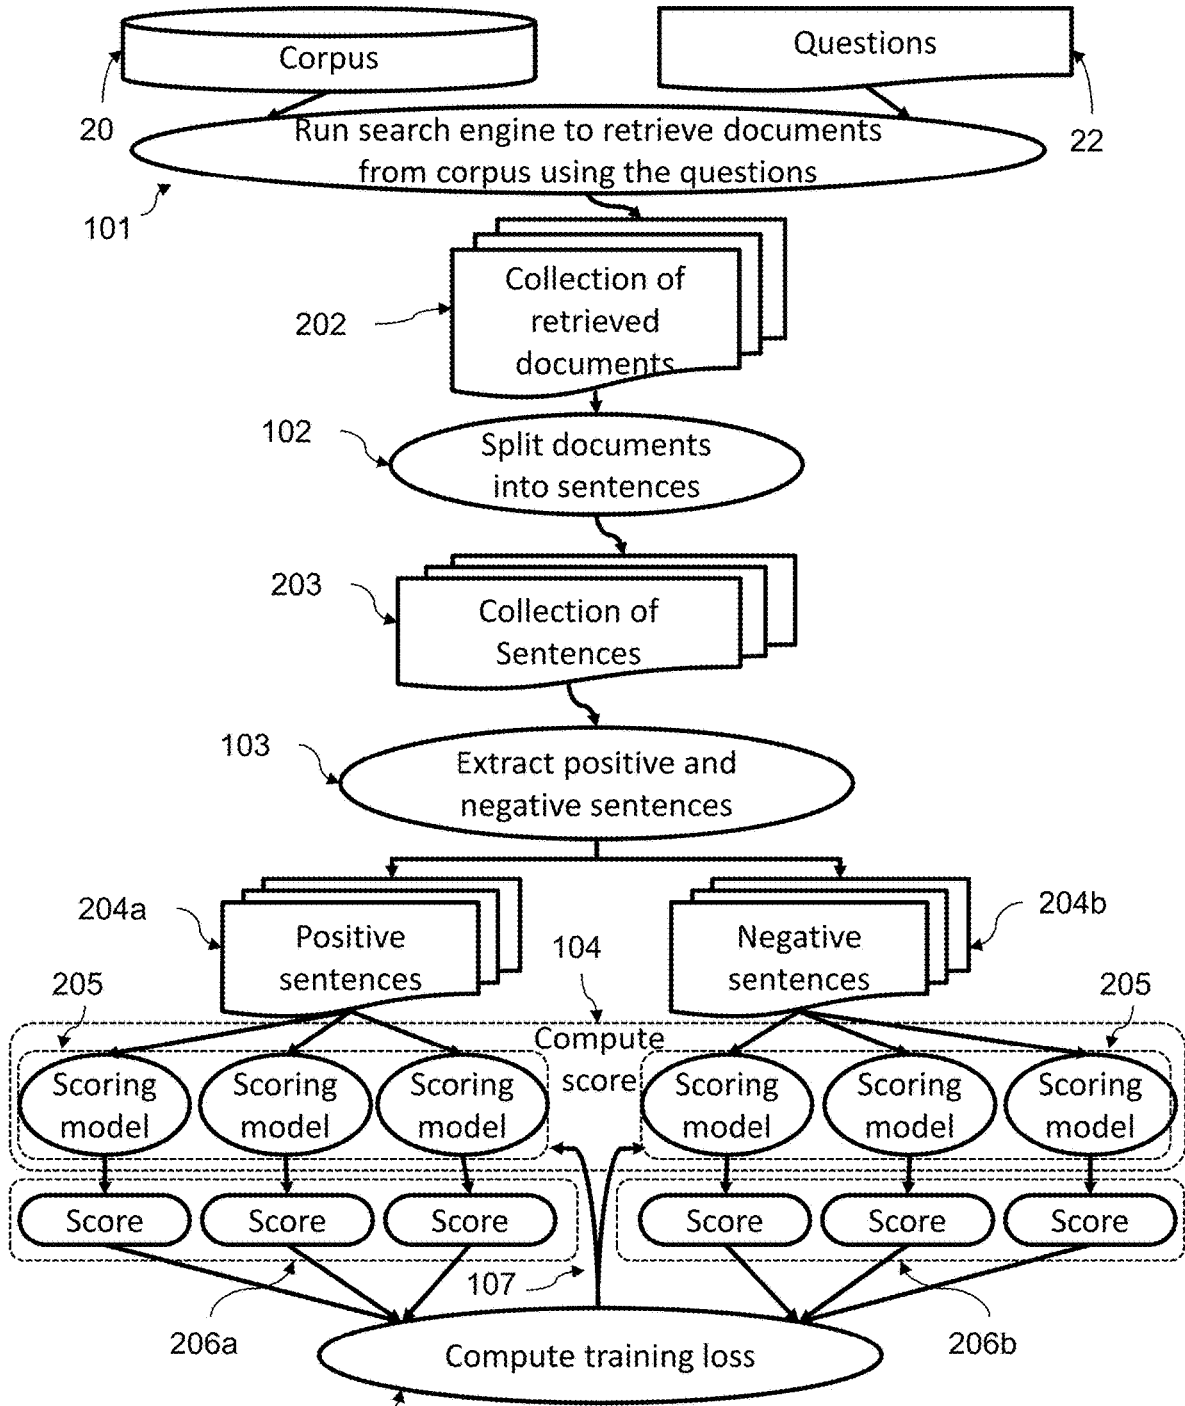 Corpus
Questions
20
22
Run search engine to retrieve documents
from corpus using the questions
101
Collection of
retrieved
documents
202
102
Split documents
into sentences
203
Collection of
Sentences
103
Extract positive and
negative sentences
204a
Positive
sentences
104
Negative
sentences
204b
205
205
Compute
score
Scoring
model
Scoring
model
Scoring
model
Scoring
model
Scoring
model
Scoring
model
Score
Score
Score
Score
Score
Score
107
206a
206b
Compute training loss